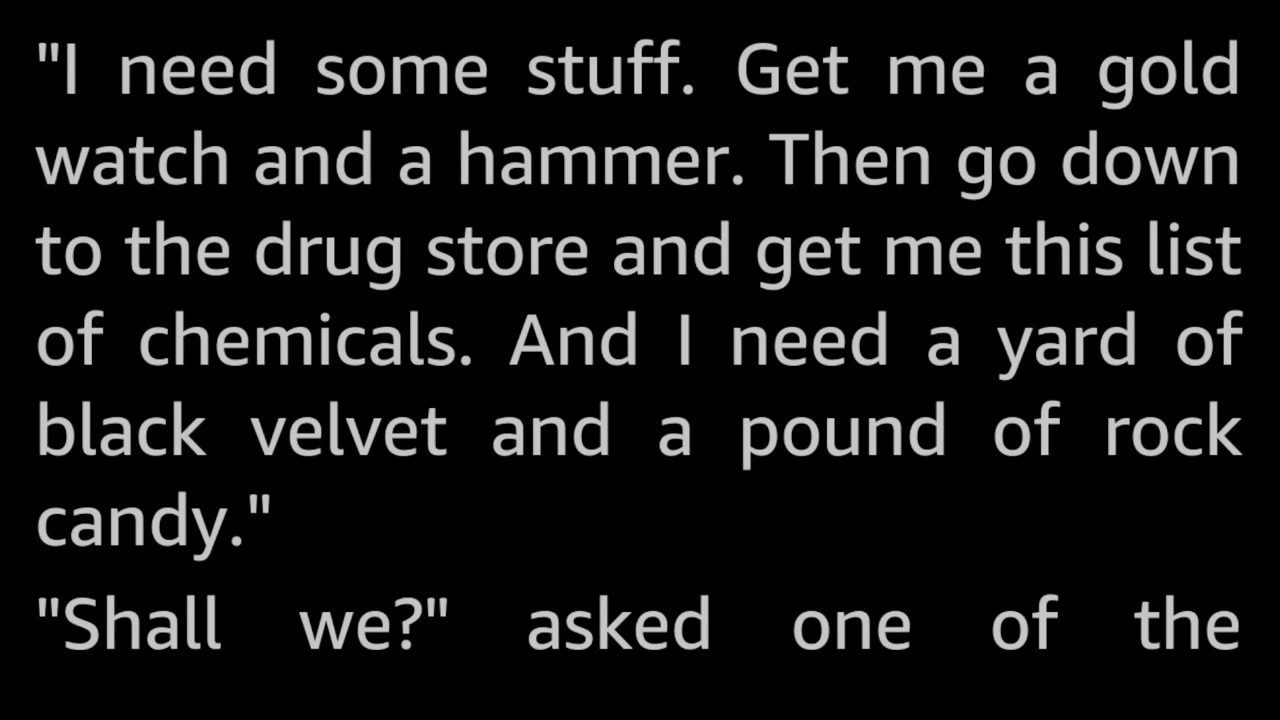 "I need some stuff. Get me a gold
watch and a hammer. Then go down
to the drug store and get me this list
of chemicals. And I need a yard of
black velvet and a pound of rock
candy."
"Shall we?" asked one of the